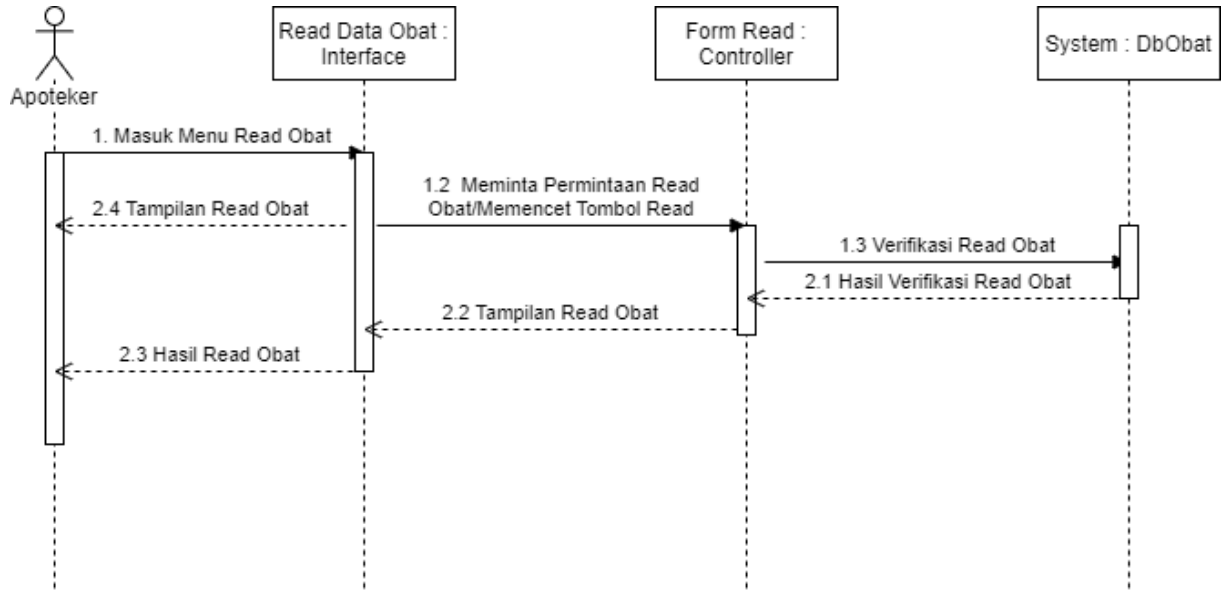 Apoteker
Read Data Obat :
Interface
Form Read :
Controller
System : DbObat
1. Masuk Menu Read Obat
1.2  Meminta Permintaan Read
Obat/Memencet Tombol Read
2.4 Tampilan Read Obat
1.3 Verifikasi Read Obat
2.1 Hasil Verifikasi Read Obat
2.2 Tampilan Read Obat
2.3 Hasil Read Obat